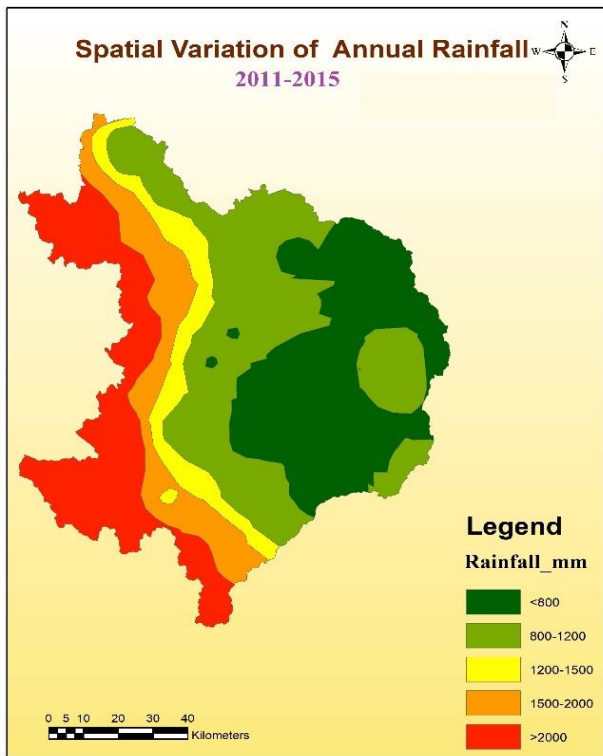 Spatial Variation of Annual Rainfall
2011-2015
N
W E
S
Legend
Rainfall_mm
<800
800-1200
1200-1500
1500-2000
>2000
0 5 10 20 30 40
Kilometers